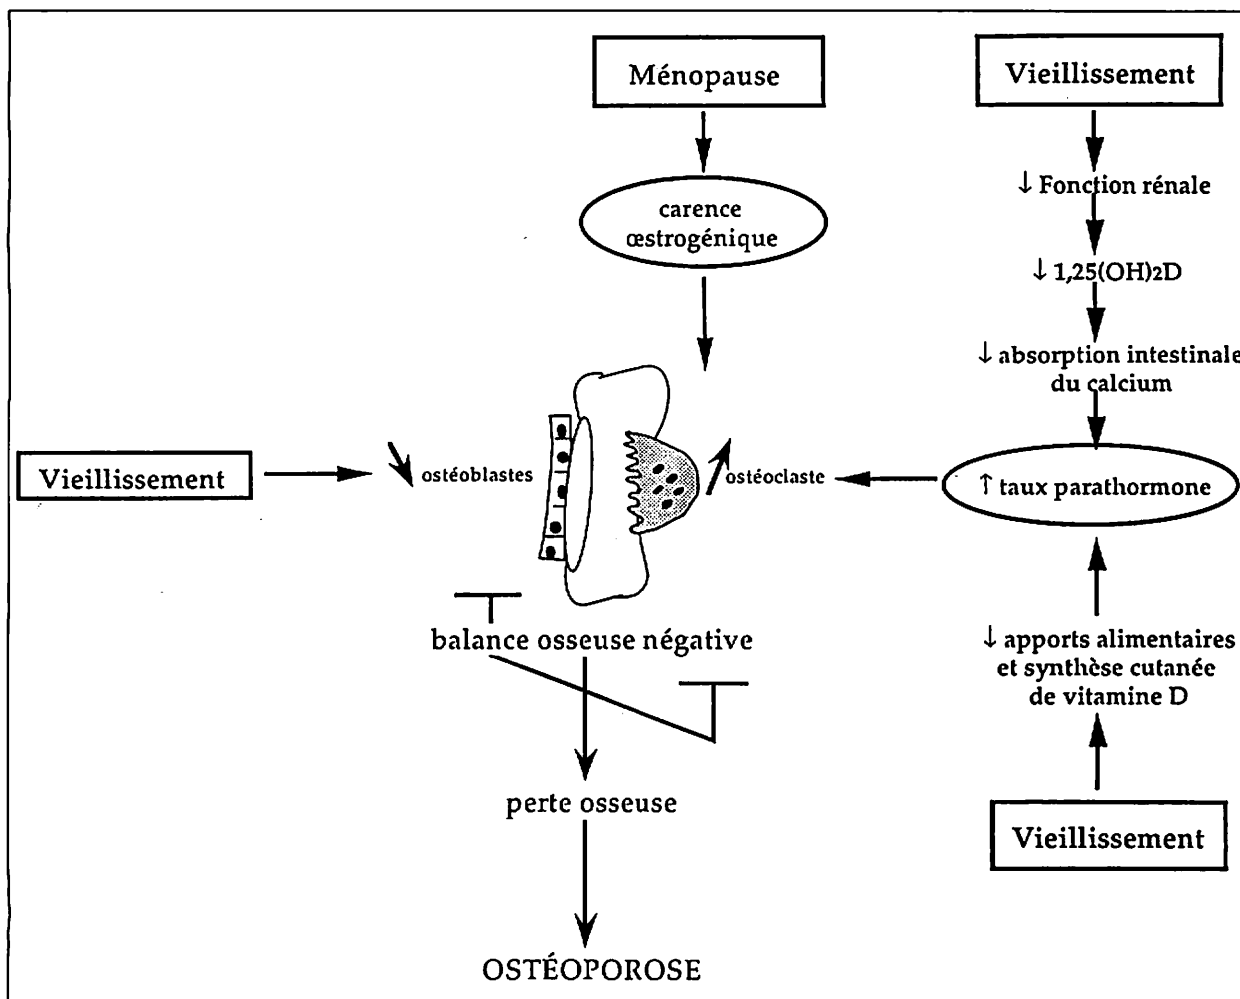 Ménopause
Vieillissement
↓ Fonction rénale
carence
œstrogénique
↓ 1,25(OH)2D
↓ absorption intestinale
du calcium
Vieillissement
ostéoblastes
ostéoclaste
↑ taux parathormone
balance osseuse négative
↓ apports alimentaires
et synthèse cutanée
de vitamine D
perte osseuse
Vieillissement
OSTÉOPOROSE